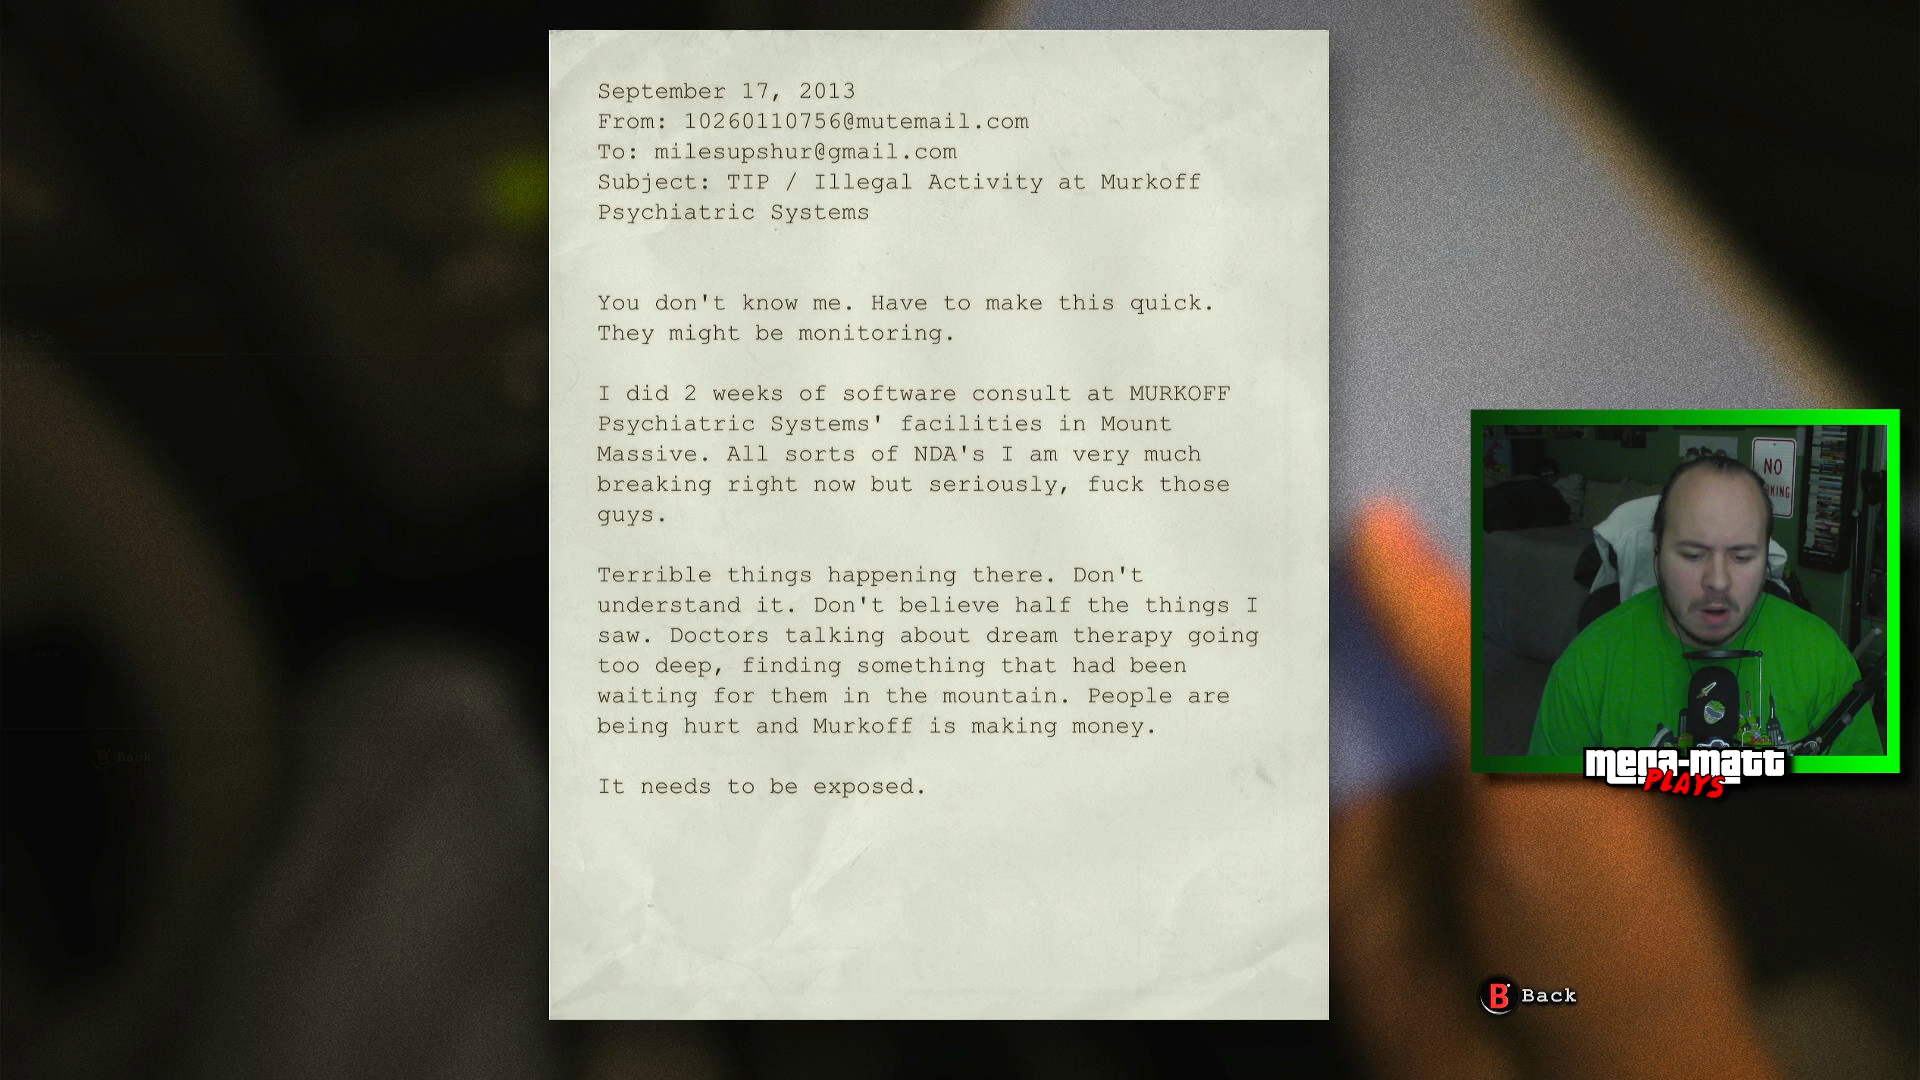 September 17, 2013
From: 10260110756@mutemail.com
To: milesupshur@gmail.com
Subject: TIP / Illegal Activity at Murkoff
Psychiatric Systems
You don't know me. Have to make this quick.
They might be monitoring.
I did 2 weeks of software consult at MURKOFF
Psychiatric Systems' facilities in Mount
Massive. All sorts of NDA's I am very much
breaking right now but seriously, fuck those
guys.
Terrible things happening there. Don't
understand it. Don't believe half the things I
saw. Doctors talking about dream therapy going
too deep, finding something that had been
waiting for them in the mountain. People are
being hurt and Murkoff is making money.
It needs to be exposed.
NO
mega-matt
PLAYS
B Back
B Back